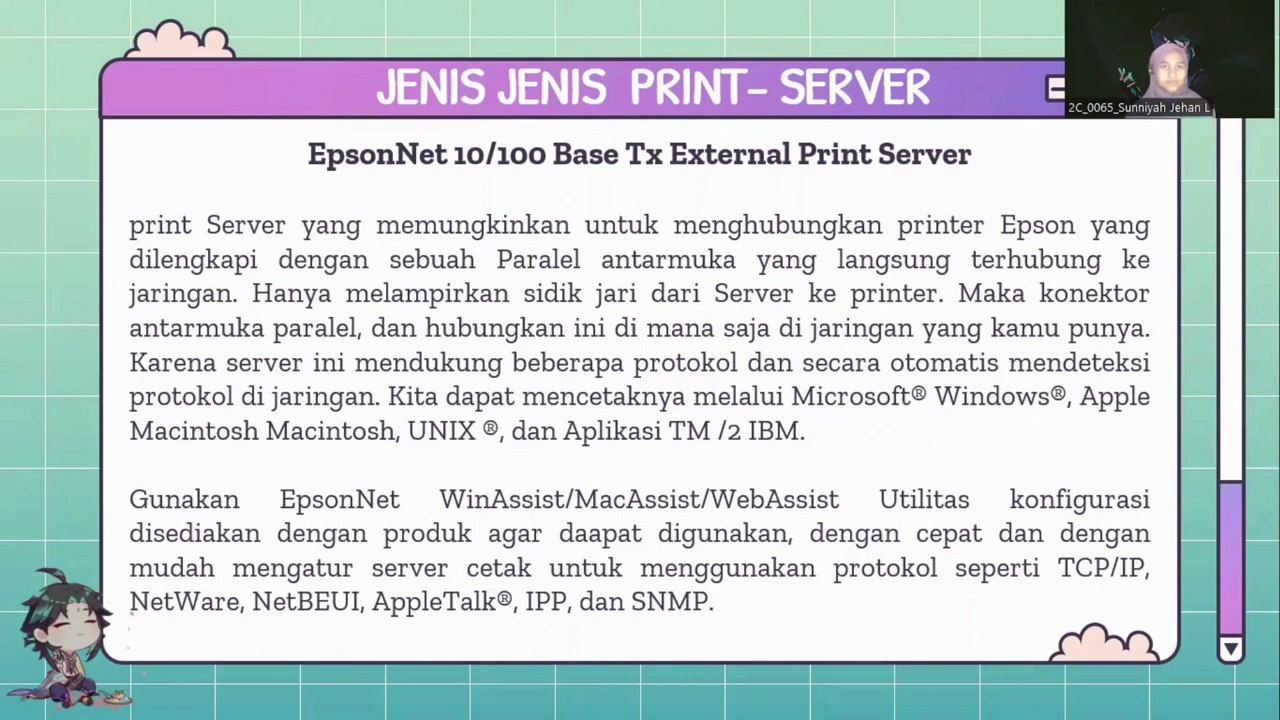 JENIS JENIS PRINT- SERVER
2C_0065_Sunniyah Jehan L
EpsonNet 10/100 Base Tx External Print Server
print Server yang memungkinkan untuk menghubungkan printer Epson yang
dilengkapi dengan sebuah Paralel antarmuka yang langsung terhubung ke
jaringan. Hanya melampirkan sidik jari dari Server ke printer. Maka konektor
antarmuka paralel, dan hubungkan ini di mana saja di jaringan yang kamu punya.
Karena server ini mendukung beberapa protokol dan secara otomatis mendeteksi
protokol di jaringan. Kita dapat mencetaknya melalui Microsoft® Windows®, Apple
Macintosh Macintosh, UNIX ®, dan Aplikasi TM /2 IBM.
Gunakan EpsonNet WinAssist/MacAssist/WebAssist Utilitas konfigurasi
disediakan dengan produk agar daapat digunakan, dengan cepat dan dengan
mudah mengatur server cetak untuk menggunakan protokol seperti TCP/IP,
NetWare, NetBEUI, AppleTalk®, IPP, dan SNMP.